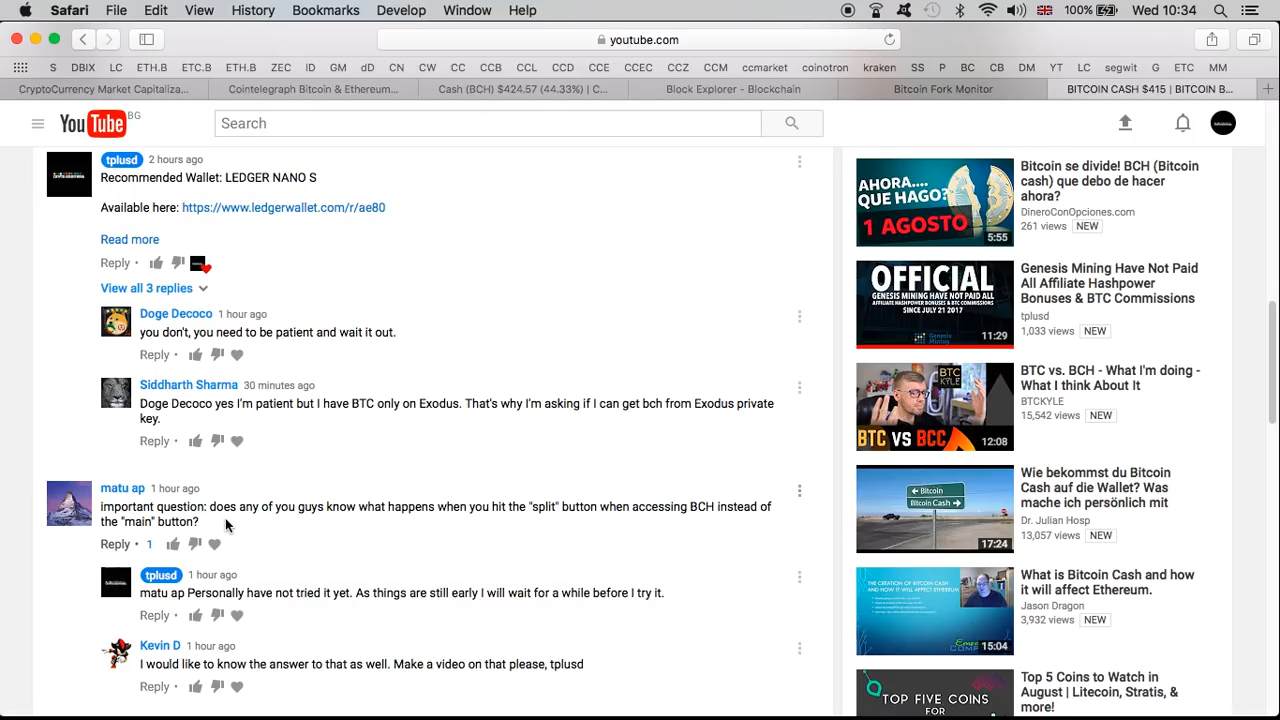 Safari File Edit View History Bookmarks Develop Window Help 100% Wed 10:34
youtube.com
S DBIX LC ETH.B ETC.B ETH.B ZEC ID GM dD CN CW CC CCB CCL CCD CCE CCEC CCZ CCM ccmarket coinotron kraken SS P BC CB DM YT LC segwit G ETC MM
CryptoCurrency Market Capitaliza... Cointelegraph Bitcoin & Ethereum... Cash (BCH) $424.57 (44.33%) | C... Block Explorer - Blockchain Bitcoin Fork Monitor BITCOIN CASH $415 | BITCOIN B...
YouTube BG Search
tplusd 2 hours ago
Recommended Wallet: LEDGER NANO S
Available here: https://www.ledgerwallet.com/r/ae80
Read more
Reply
View all 3 replies
Doge Decoco 1 hour ago
you don't, you need to be patient and wait it out.
Reply
Siddharth Sharma 30 minutes ago
Doge Decoco yes I'm patient but I have BTC only on Exodus. That's why I'm asking if I can get bch from Exodus private
key.
Reply
matu ap 1 hour ago
important question: does any of you guys know what happens when you hit the "split" button when accessing BCH instead of
the "main" button?
Reply 1
tplusd 1 hour ago
matu ap Personally have not tried it yet. As things are still early i will wait for a while before I try it.
Reply
Kevin D 1 hour ago
I would like to know the answer to that as well. Make a video on that please, tplusd
Reply
AHORA....
QUE HAGO?
1 AGOSTO
5:55
Bitcoin se divide! BCH (Bitcoin
cash) que debo de hacer
ahora?
DineroConOpciones.com
261 views NEW
OFFICIAL
GENESIS MINING HAVE NOT PAID ALL
AFFILIATE HASHPOWER
BONUSES & BTC COMMISSIONS
SINCE JULY 21 2017
11:29
Genesis Mining Have Not Paid
All Affiliate Hashpower
Bonuses & BTC Commissions
tplusd
1,033 views NEW
BTC
KYLE
BTC VS BCC
12:08
BTC vs. BCH - What I'm doing -
What I think About It
BTCKYLE
15,542 views NEW
Bitcoin
Bitcoin Cash
17:24
Wie bekommst du Bitcoin
Cash auf die Wallet? Was
mache ich persönlich mit
Dr. Julian Hosp
13,057 views NEW
THE CREATION OF BITCOIN CASH
AND HOW IT WILL AFFECT ETHEREUM
15:04
What is Bitcoin Cash and how
it will affect Ethereum.
Jason Dragon
3,932 views NEW
TOP FIVE COINS
FOR
Top 5 Coins to Watch in
August | Litecoin, Stratis, &
more!